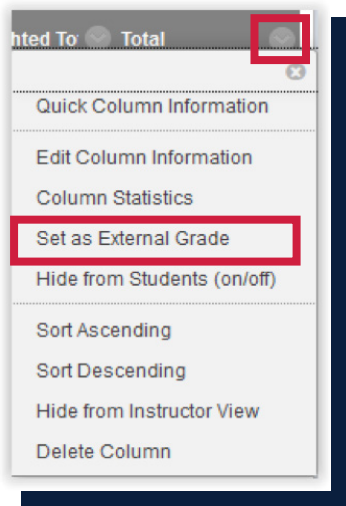 hted To Total
Quick Column Information
Edit Column Information
Column Statistics
Set as External Grade
Hide from Students (on/off)
Sort Ascending
Sort Descending
Hide from Instructor View
Delete Column